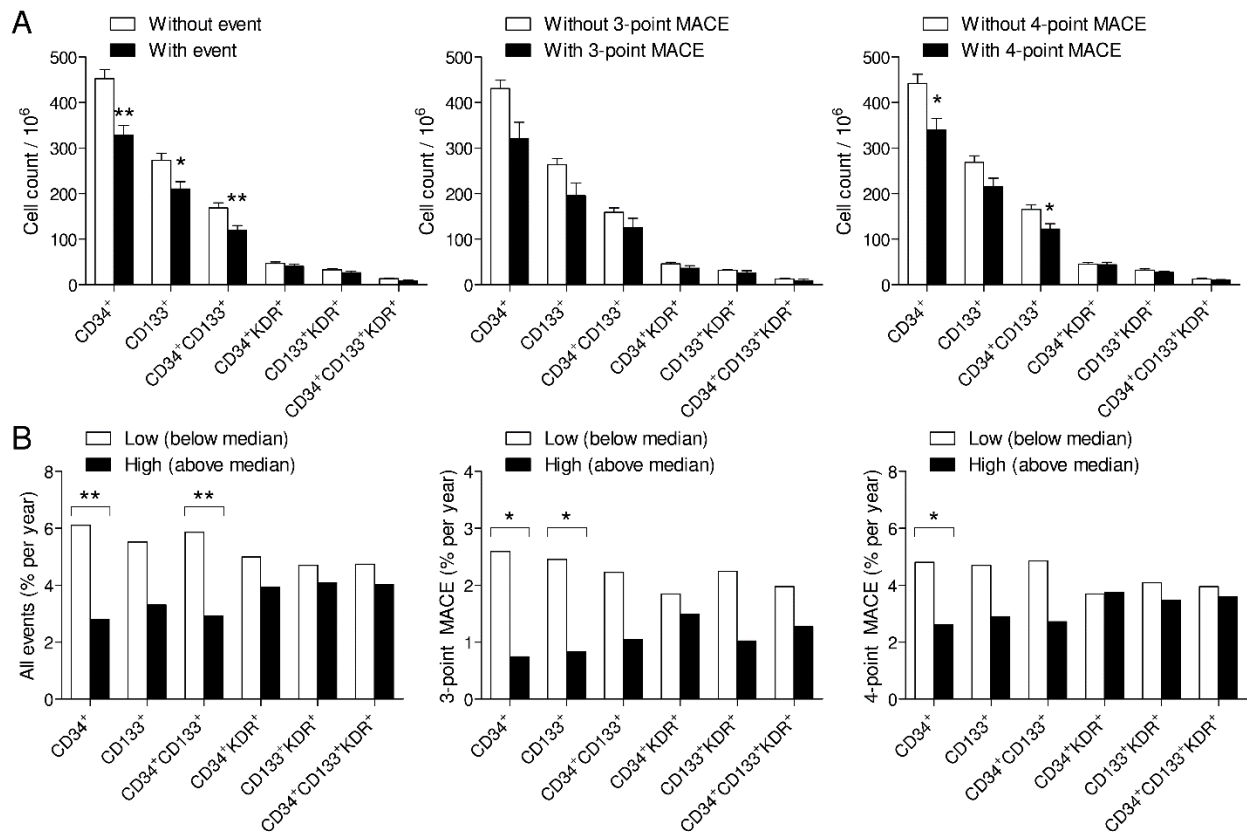 A
Without event
With event
Cell count / 10⁶
500
400
300
200
100
0
**
*
**
CD34⁺
CD133⁺
CD34⁺CD133⁺
CD34⁺KDR⁺
CD133⁺KDR⁺
CD34⁺CD133⁺KDR⁺
Without 3-point MACE
With 3-point MACE
Cell count / 10⁶
500
400
300
200
100
0
CD34⁺
CD133⁺
CD34⁺CD133⁺
CD34⁺KDR⁺
CD133⁺KDR⁺
CD34⁺CD133⁺KDR⁺
Without 4-point MACE
With 4-point MACE
Cell count / 10⁶
500
400
300
200
100
0
*
*
CD34⁺
CD133⁺
CD34⁺CD133⁺
CD34⁺KDR⁺
CD133⁺KDR⁺
CD34⁺CD133⁺KDR⁺
B
Low (below median)
High (above median)
All events (% per year)
8
6
4
2
0
**
**
CD34⁺
CD133⁺
CD34⁺CD133⁺
CD34⁺KDR⁺
CD133⁺KDR⁺
CD34⁺CD133⁺KDR⁺
Low (below median)
High (above median)
3-point MACE (% per year)
4
3
2
1
0
*
*
CD34⁺
CD133⁺
CD34⁺CD133⁺
CD34⁺KDR⁺
CD133⁺KDR⁺
CD34⁺CD133⁺KDR⁺
Low (below median)
High (above median)
4-point MACE (% per year)
8
6
4
2
0
*
CD34⁺
CD133⁺
CD34⁺CD133⁺
CD34⁺KDR⁺
CD133⁺KDR⁺
CD34⁺CD133⁺KDR⁺